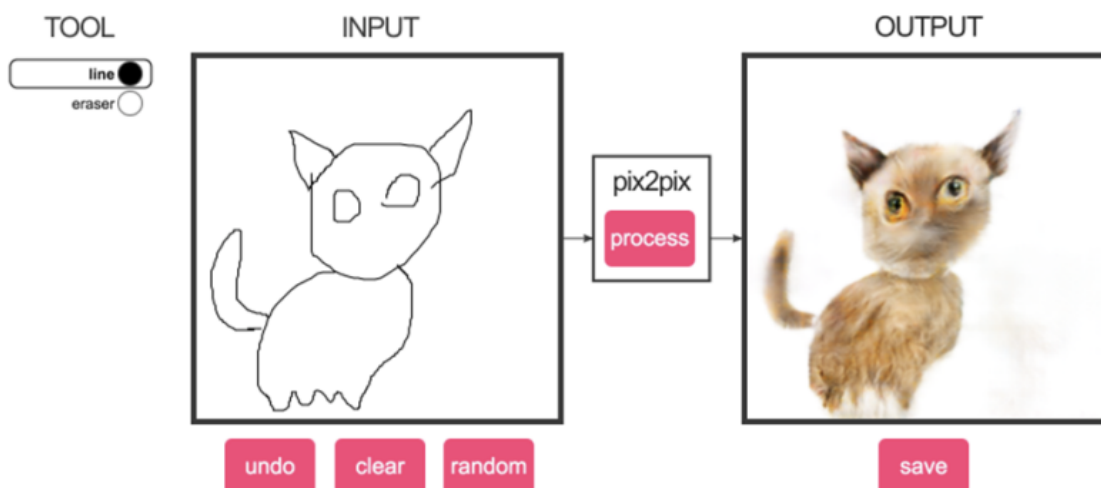 TOOL
line
eraser
INPUT
pix2pix
process
OUTPUT
undo
clear
random
save